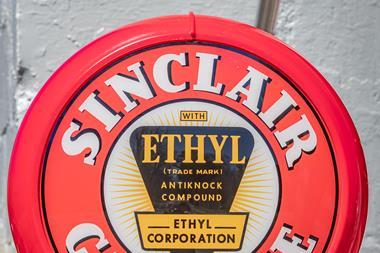 SINCLAIR
WITH
ETHYL
(TRADE MARK)
ANTIKNOCK
COMPOUND
ETHYL
CORPORATION